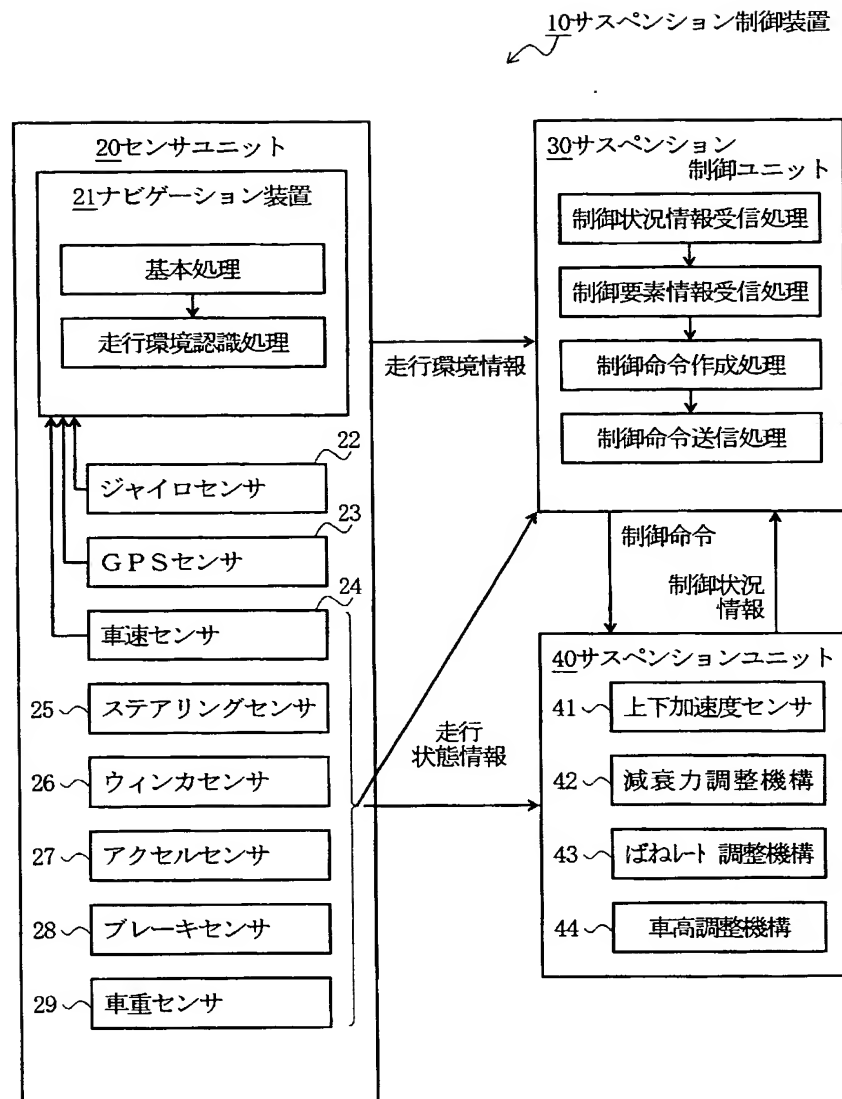 10サスペンション制御装置
20センサユニット
21ナビゲーション装置
基本処理
走行環境認識処理
22
ジャイロセンサ
23
GPSセンサ
24
車速センサ
25
ステアリングセンサ
26
ウィンカセンサ
27
アクセルセンサ
28
ブレーキセンサ
29
車重センサ
走行環境情報
走行
状態情報
30サスペンション
制御ユニット
制御状況情報受信処理
制御要素情報受信処理
制御命令作成処理
制御命令送信処理
制御命令
制御状況
情報
40サスペンションユニット
41
上下加速度センサ
42
減衰力調整機構
43
ばねレート 調整機構
44
車高調整機構